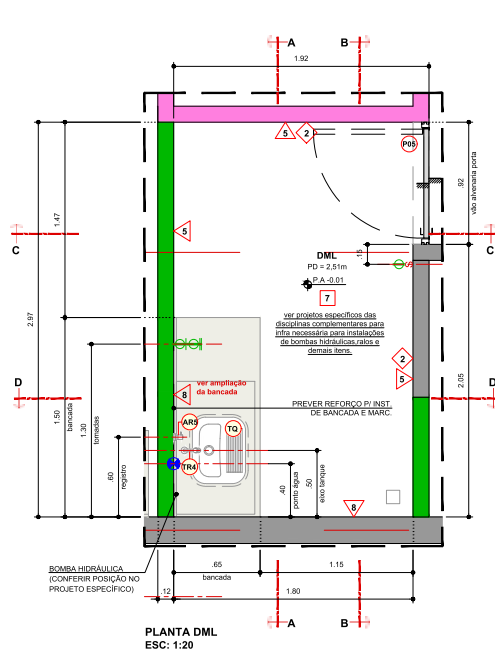 A
B
1.92
5
2
P05
.92
vão alvenaria porta
1.47
5
C
C
DML
PD = 2,51m
P.A -0.01
.15
7
ver projetos específicos das
disciplinas complementares para
infra necessária para instalações
de bombas hidráulicas,ralos e
demais itens.
2.97
2
5
D
D
ver ampliação
da bancada
8
PREVER REFORÇO P/ INST.
DE BANCADA E MARC.
2.05
1.50
bancada
1.30
tomadas
AR5
TQ
TR4
.60
registro
.40
ponto água
.50
eixo tanque
8
BOMBA HIDRÁULICA
(CONFERIR POSIÇÃO NO
PROJETO ESPECÍFICO)
.65
bancada
1.15
.12
1.80
A
B
PLANTA DML
ESC: 1:20